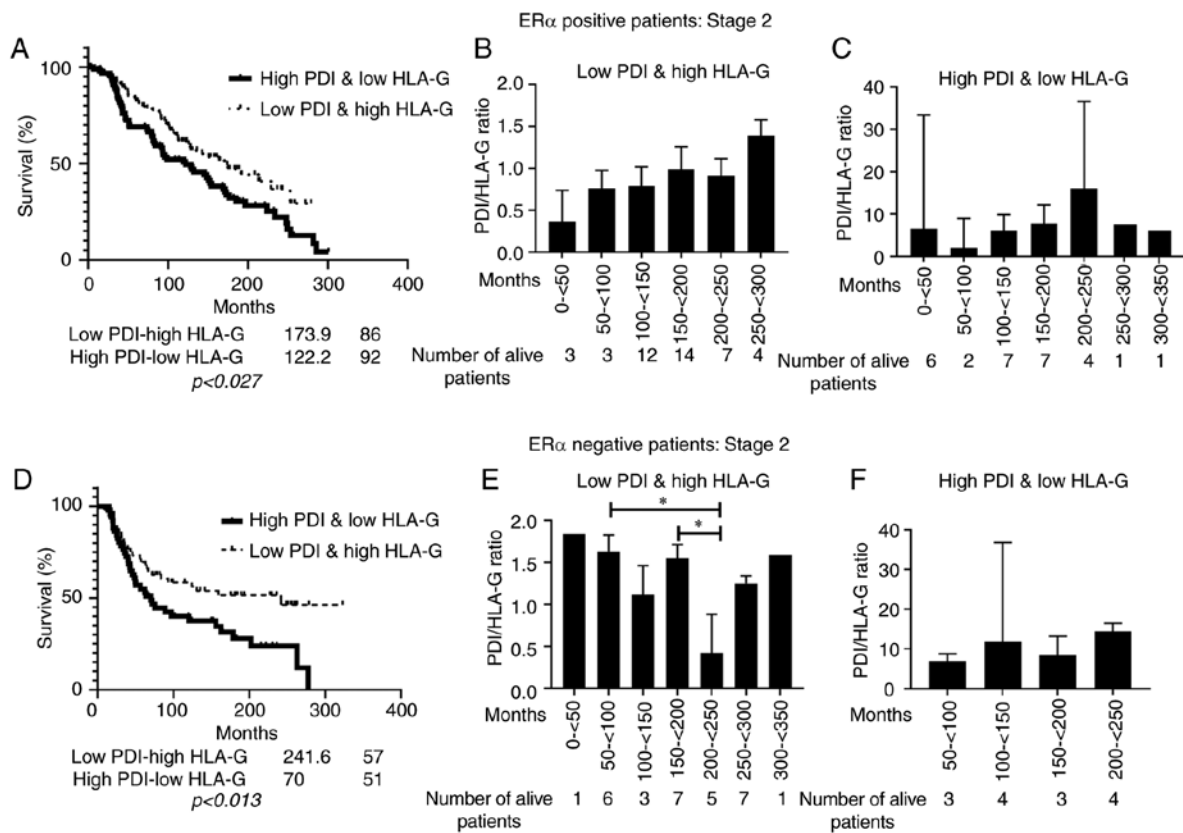 ERα positive patients: Stage 2
A
100
50
0
Survival (%)
High PDI & low HLA-G
Low PDI & high HLA-G
0 100 200 300 400
Months
Low PDI-high HLA-G 173.9 86
High PDI-low HLA-G 122.2 92
p<0.027
B
Low PDI & high HLA-G
2.0
1.5
1.0
0.5
0.0
PDI/HLA-G ratio
Months
0-<50
50-<100
100-<150
150-<200
200-<250
250-<300
Number of alive
patients
3 3 12 14 7 4
C
High PDI & low HLA-G
40
30
20
10
0
PDI/HLA-G ratio
Months
0-<50
50-<100
100-<150
150-<200
200-<250
250-<300
300-<350
Number of alive
patients
6 2 7 7 4 1 1
ERα negative patients: Stage 2
D
100
50
0
Survival (%)
High PDI & low HLA-G
Low PDI & high HLA-G
0 100 200 300 400
Months
Low PDI-high HLA-G 241.6 57
High PDI-low HLA-G 70 51
p<0.013
E
Low PDI & high HLA-G
*
*
2.0
1.5
1.0
0.5
0.0
PDI/HLA-G ratio
Months
0-<50
50-<100
100-<150
150-<200
200-<250
250-<300
300-<350
Number of alive
patients
1 6 3 7 5 7 1
F
High PDI & low HLA-G
40
30
20
10
0
PDI/HLA-G ratio
Months
50-<100
100-<150
150-<200
200-<250
Number of alive
patients
3 4 3 4